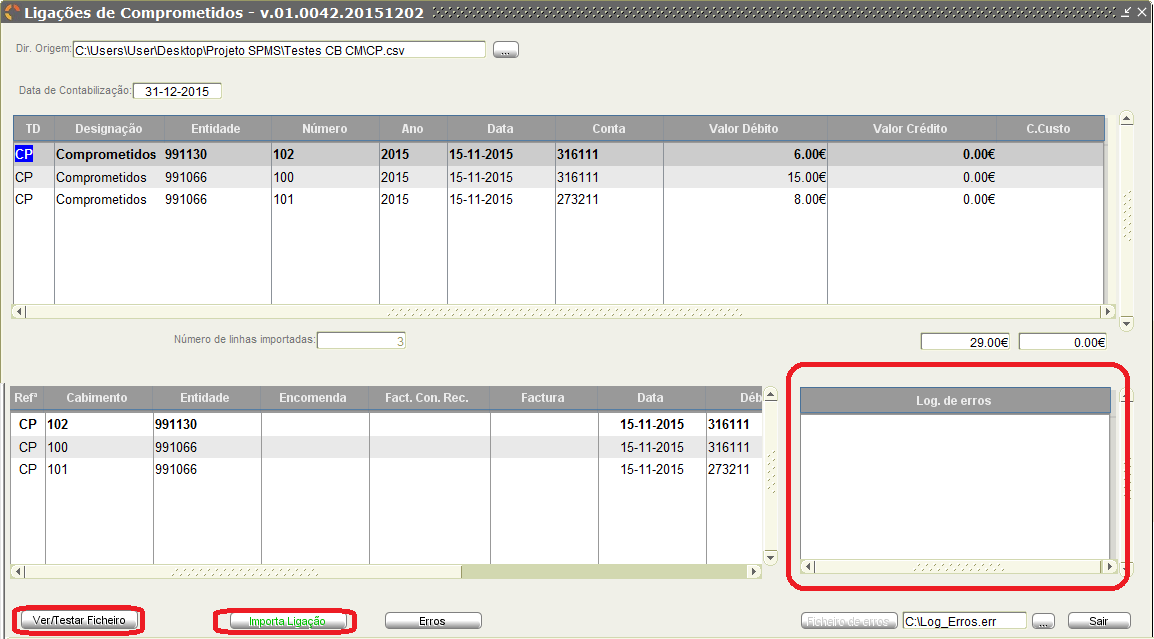 Ligações de Comprometidos - v.01.0042.20151202
Dir. Origem: C:\Users\User\Desktop\Projeto SPMS\Testes CB CM\CP.csv ...
Data de Contabilização: 31-12-2015
TD Designação Entidade Número Ano Data Conta Valor Débito Valor Crédito C.Custo
CP Comprometidos 991130 102 2015 15-11-2015 316111 6.00€ 0.00€
CP Comprometidos 991066 100 2015 15-11-2015 316111 15.00€ 0.00€
CP Comprometidos 991066 101 2015 15-11-2015 273211 8.00€ 0.00€
Número de linhas importadas: 3 29.00€ 0.00€
Refª Cabimento Entidade Encomenda Fact. Con. Rec. Factura Data Déb
CP 102 991130 15-11-2015 316111
CP 100 991066 15-11-2015 316111
CP 101 991066 15-11-2015 273211
Log. de erros
Ver/Testar Ficheiro Importa Ligação Erros Ficheiro de erros C:\Log_Erros.err ... Sair